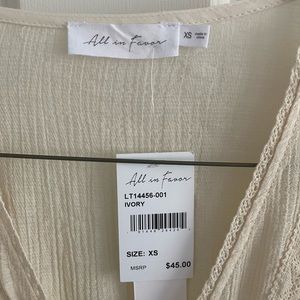 All in Favor
XS
All in Favor
LT14456-001
IVORY
SIZE: XS
MSRP
$45.00